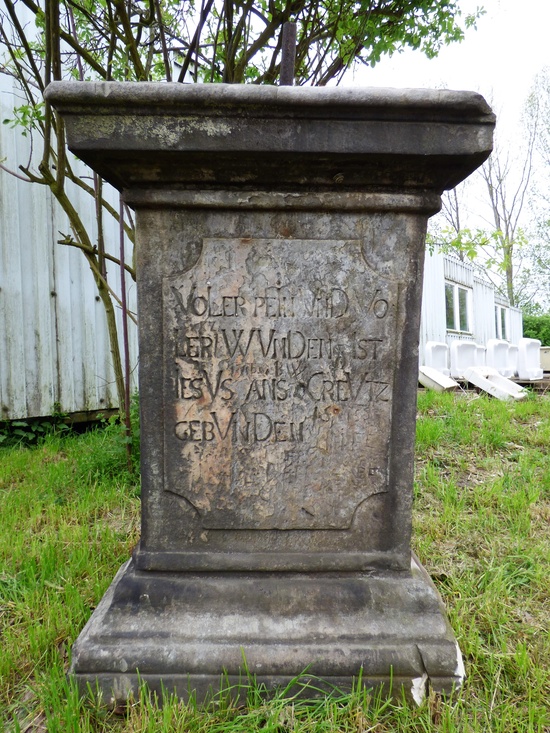 VOLER PEIN VND VO
LER WVNDEN IST
IESVS ANS CREVTZ
GEBVNDEN